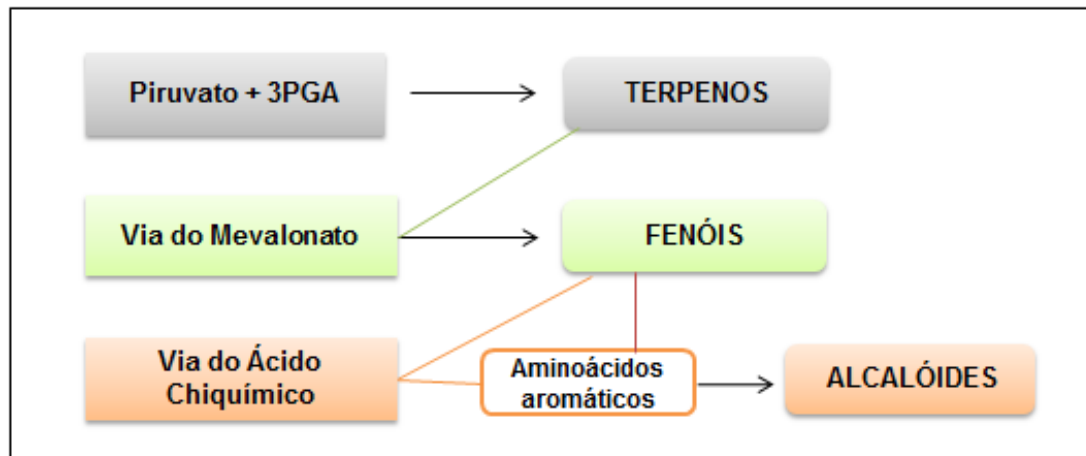 Piruvato + 3PGA
TERPENOS
Via do Mevalonato
FENÓIS
Via do Ácido
Chiquímico
Aminoácidos
aromáticos
ALCALÓIDES